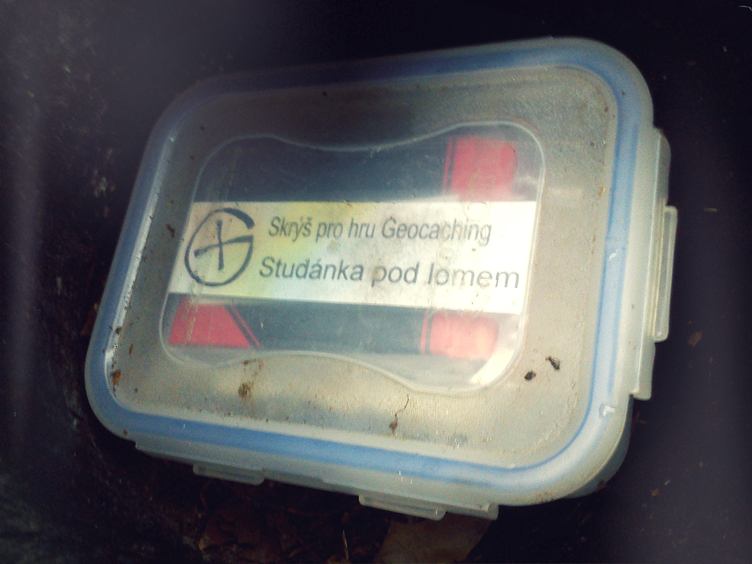 Skrýš pro hru Geocaching
Studánka pod lomem